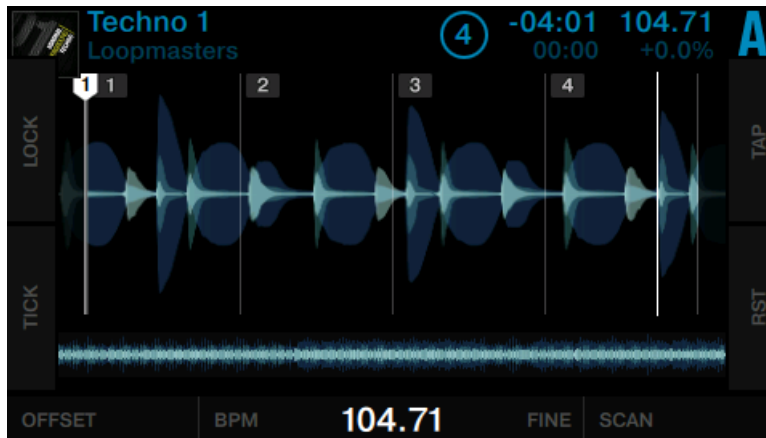 Techno 1
Loopmasters
4
-04:01 104.71
00:00 +0.0%
A
LOCK
TICK
TAP
RST
1 1 2 3 4
OFFSET BPM 104.71 FINE SCAN